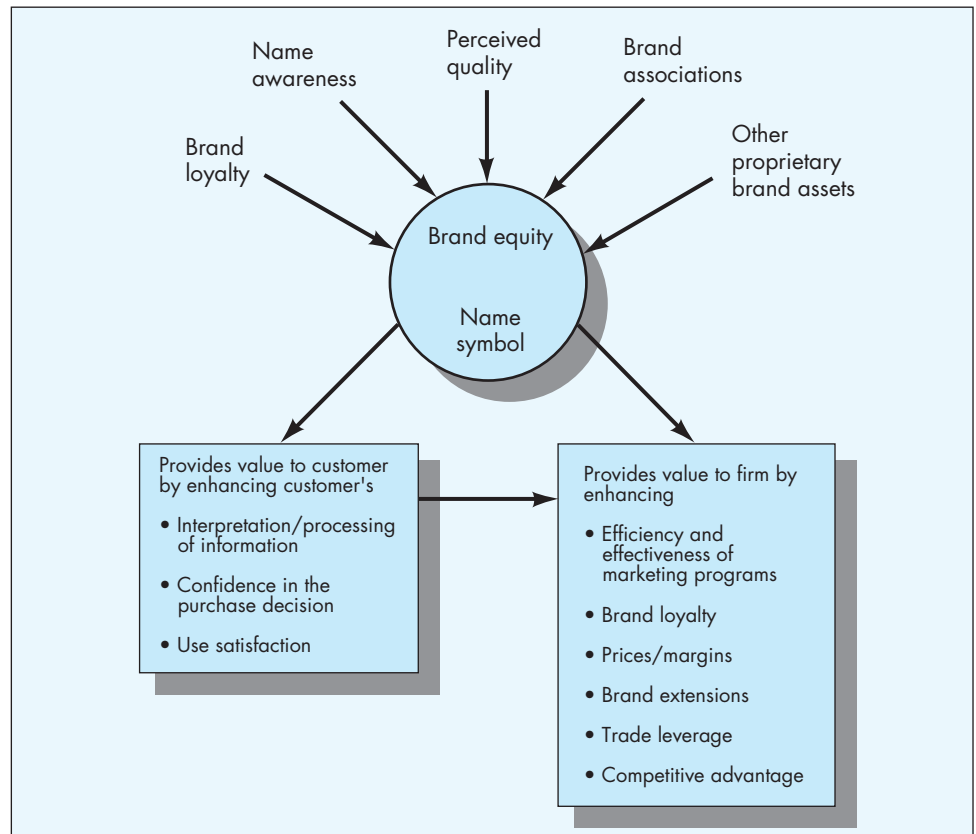 Name
awareness
Perceived
quality
Brand
associations
Brand
loyalty
Other
proprietary
brand assets
Brand equity
Name
symbol
Provides value to customer
by enhancing customer's
• Interpretation/processing
of information
• Confidence in the
purchase decision
• Use satisfaction
Provides value to firm by
enhancing
• Efficiency and
effectiveness of
marketing programs
• Brand loyalty
• Prices/margins
• Brand extensions
• Trade leverage
• Competitive advantage